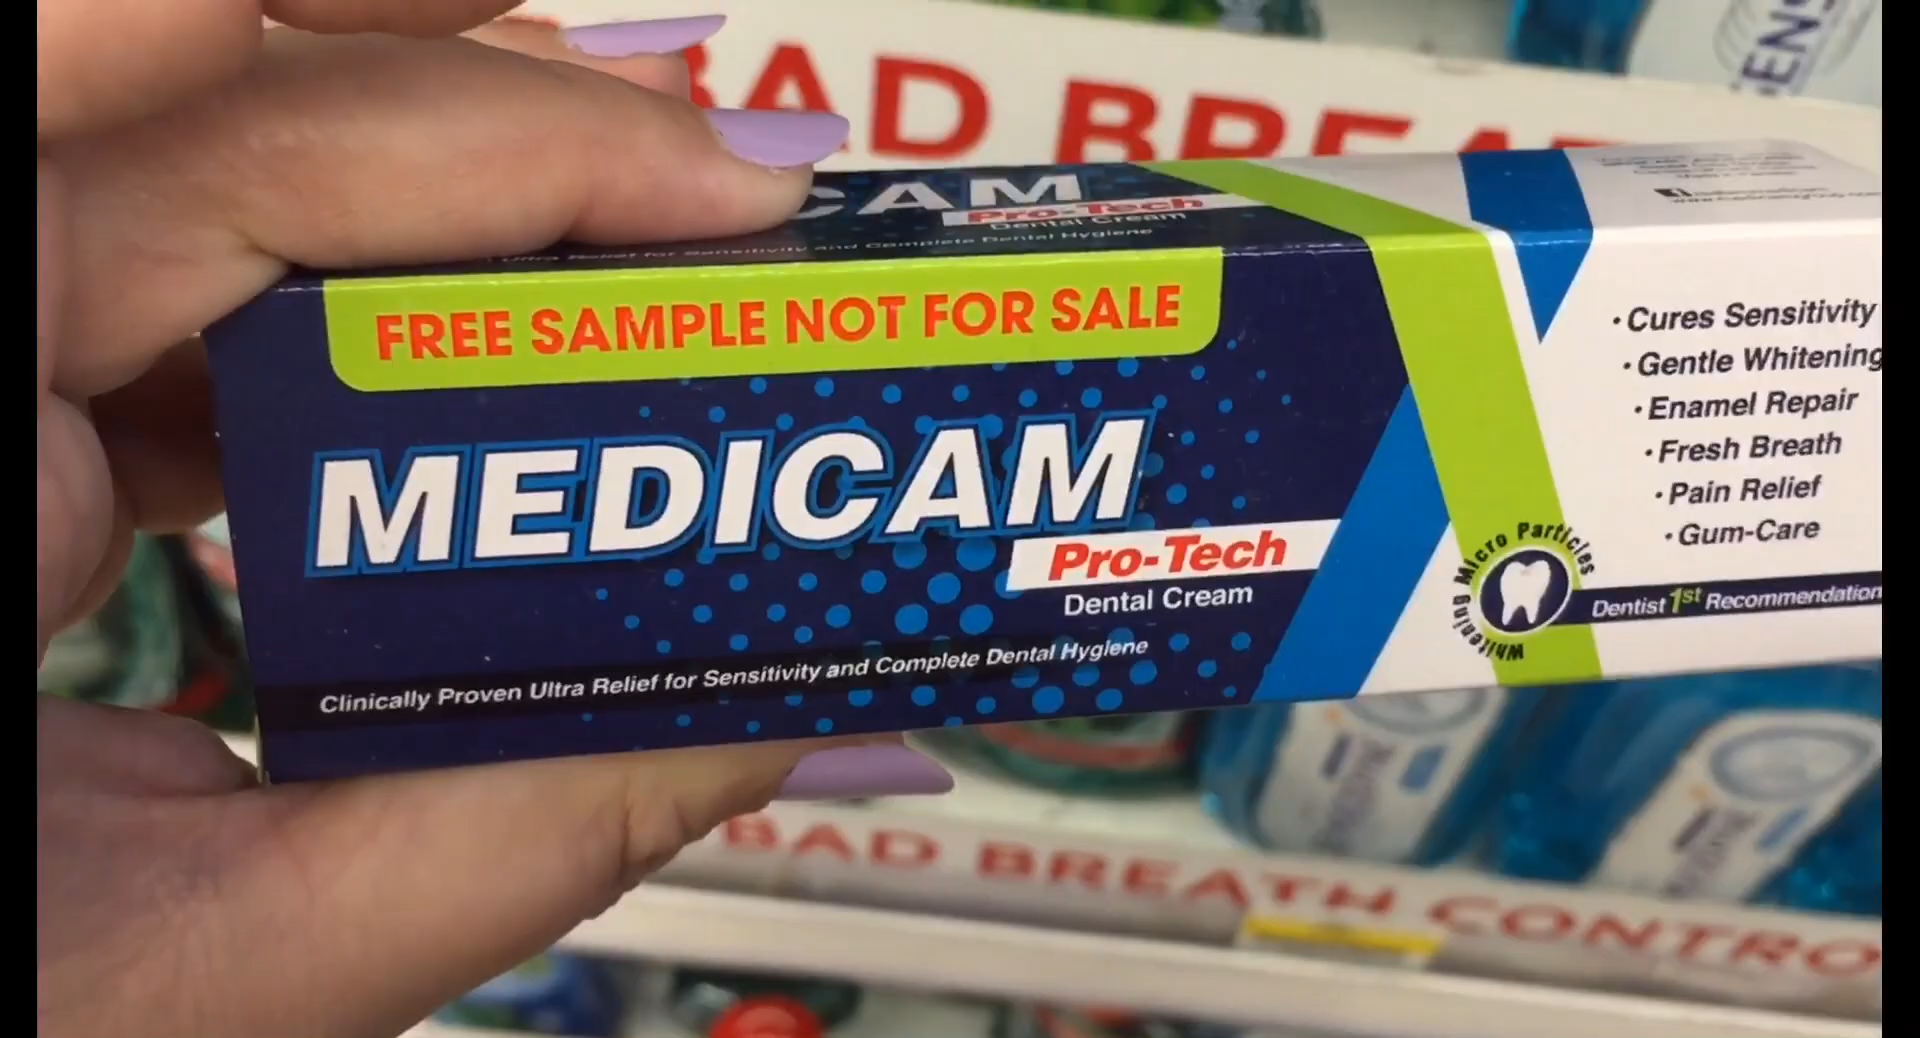 BAD BREAT
CAM
Pro-Tech
Dental Cream
Ultra Relief for Sensitivity and Complete Dental Hygiene
FREE SAMPLE NOT FOR SALE
MEDICAM
Pro-Tech
Dental Cream
Clinically Proven Ultra Relief for Sensitivity and Complete Dental Hygiene
• Cures Sensitivity
• Gentle Whitening
• Enamel Repair
• Fresh Breath
• Pain Relief
• Gum-Care
Whitening Micro Particles
Dentist 1st Recommendation
BAD BREATH CONTRO